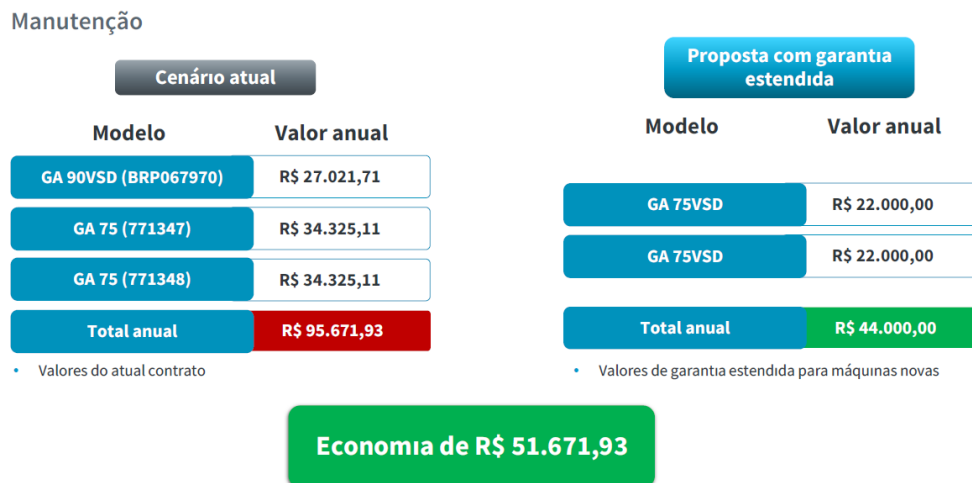 Manutenção
Cenário atual
Modelo Valor anual
GA 90VSD (BRP067970) R$ 27.021,71
GA 75 (771347) R$ 34.325,11
GA 75 (771348) R$ 34.325,11
Total anual R$ 95.671,93
• Valores do atual contrato
Proposta com garantia
estendida
Modelo Valor anual
GA 75VSD R$ 22.000,00
GA 75VSD R$ 22.000,00
Total anual R$ 44.000,00
• Valores de garantia estendida para máquinas novas
Economia de R$ 51.671,93